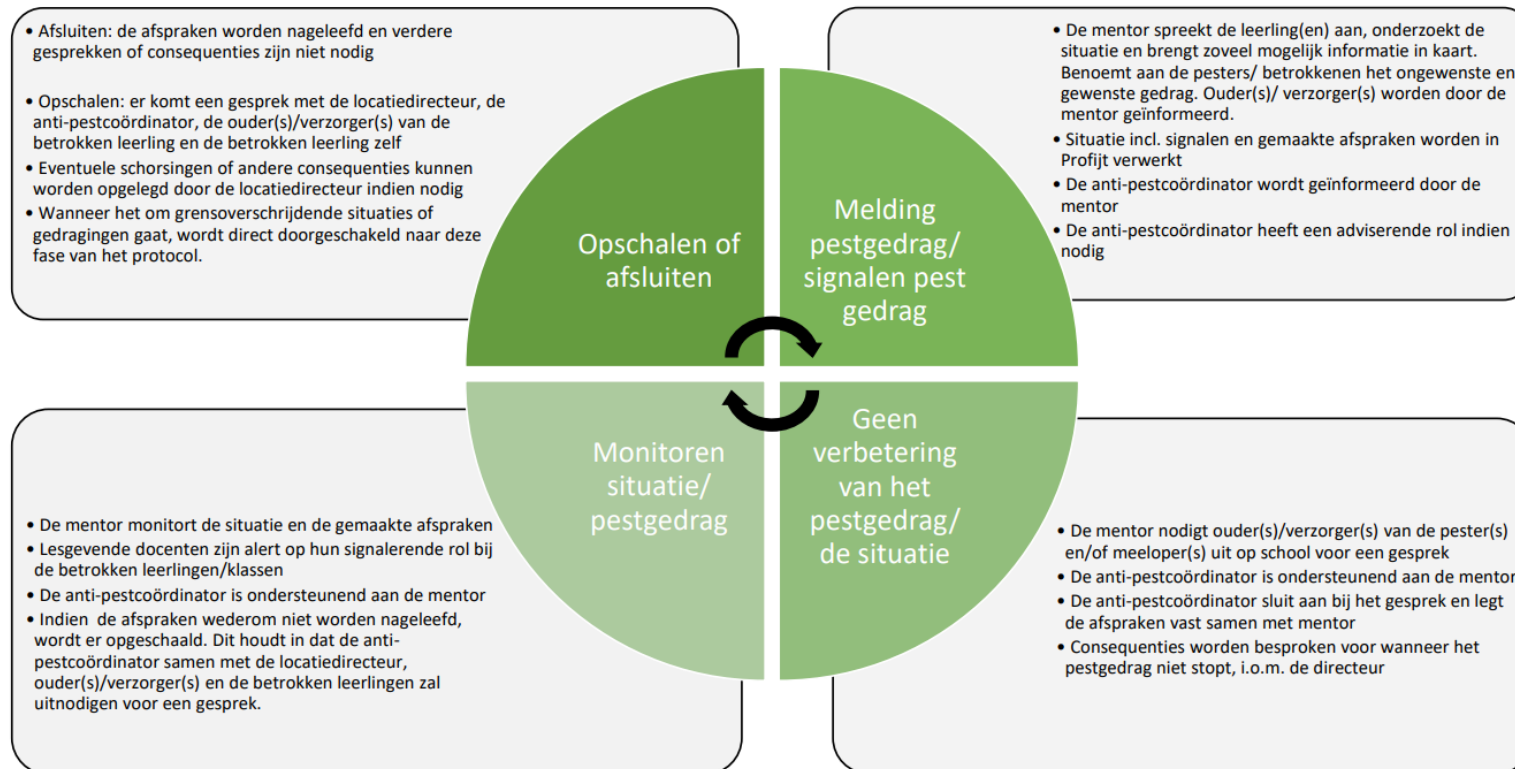 • Afsluiten: de afspraken worden nageleefd en verdere
gesprekken of consequenties zijn niet nodig
• Opschalen: er komt een gesprek met de locatiedirecteur, de
anti-pestcoördinator, de ouder(s)/verzorger(s) van de
betrokken leerling en de betrokken leerling zelf
• Eventuele schorsingen of andere consequenties kunnen
worden opgelegd door de locatiedirecteur indien nodig
• Wanneer het om grensoverschrijdende situaties of
gedragingen gaat, wordt direct doorgeschakeld naar deze
fase van het protocol.
Opschalen of
afsluiten
Melding
pestgedrag/
signalen pest
gedrag
• De mentor spreekt de leerling(en) aan, onderzoekt de
situatie en brengt zoveel mogelijk informatie in kaart.
Benoemt aan de pesters/ betrokkenen het ongewenste en
gewenste gedrag. Ouder(s)/ verzorger(s) worden door de
mentor geïnformeerd.
• Situatie incl. signalen en gemaakte afspraken worden in
Profijt verwerkt
• De anti-pestcoördinator wordt geïnformeerd door de
mentor
• De anti-pestcoördinator heeft een adviserende rol indien
nodig
• De mentor monitort de situatie en de gemaakte afspraken
• Lesgevende docenten zijn alert op hun signalerende rol bij
de betrokken leerlingen/klassen
• De anti-pestcoördinator is ondersteunend aan de mentor
• Indien de afspraken wederom niet worden nageleefd,
wordt er opgeschaald. Dit houdt in dat de anti-
pestcoördinator samen met de locatiedirecteur,
ouder(s)/verzorger(s) en de betrokken leerlingen zal
uitnodigen voor een gesprek.
Monitoren
situatie/
pestgedrag
Geen
verbetering
van het
pestgedrag/
de situatie
• De mentor nodigt ouder(s)/verzorger(s) van de pester(s)
en/of meeloper(s) uit op school voor een gesprek
• De anti-pestcoördinator is ondersteunend aan de mentor
• De anti-pestcoördinator sluit aan bij het gesprek en legt
de afspraken vast samen met mentor
• Consequenties worden besproken voor wanneer het
pestgedrag niet stopt, i.o.m. de directeur